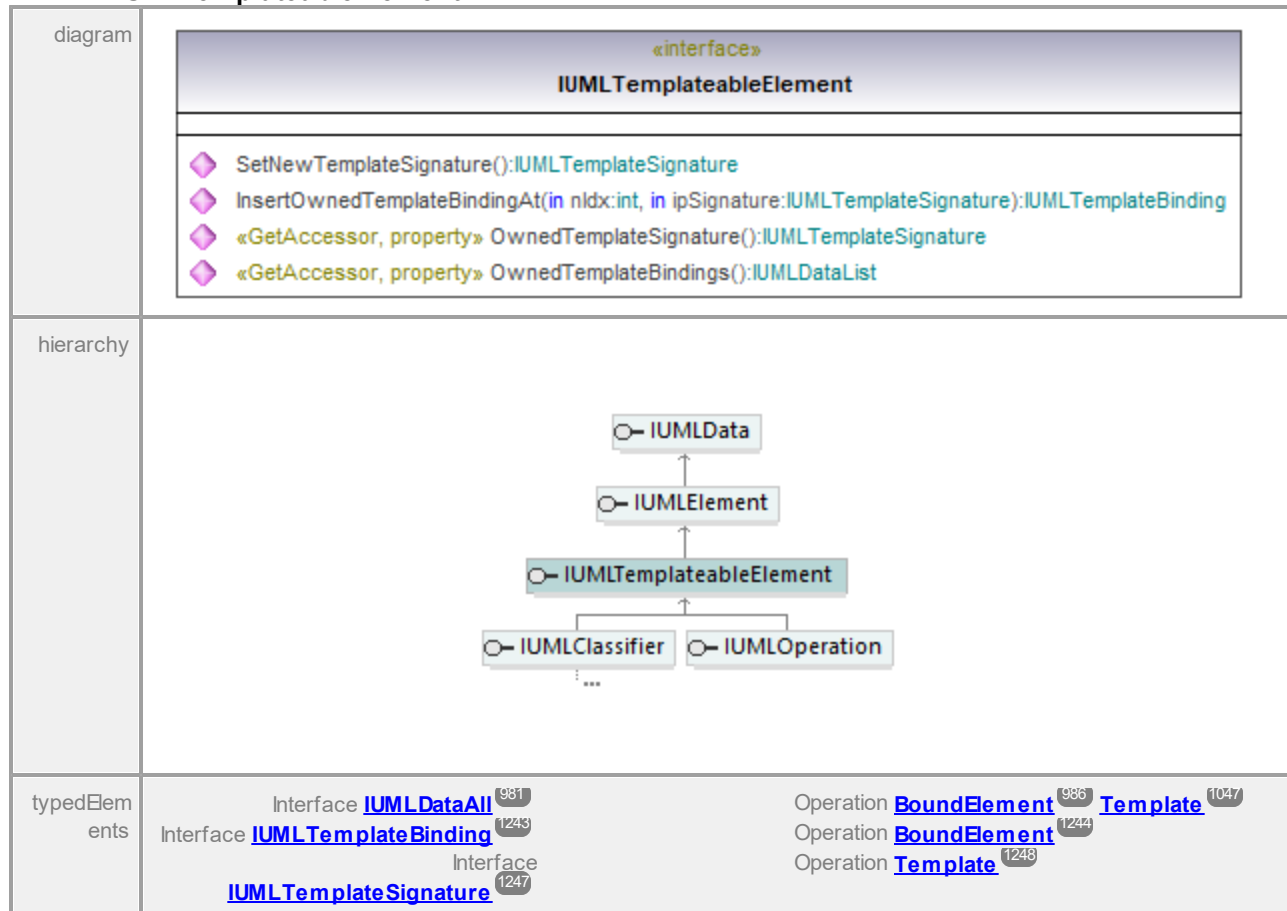 diagram
«interface»
IUMLTemplateableElement
SetNewTemplateSignature():IUMLTemplateSignature
InsertOwnedTemplateBindingAt(in nIdx:int, in ipSignature:IUMLTemplateSignature):IUMLTemplateBinding
«GetAccessor, property» OwnedTemplateSignature():IUMLTemplateSignature
«GetAccessor, property» OwnedTemplateBindings():IUMLDataList
hierarchy
IUMLData
IUMLElement
IUMLTemplateableElement
IUMLClassifier IUMLOperation
...
typedElem
ents
Interface IUMLDataAll 981 Operation BoundElement 986 Template 1047
Interface IUMLTemplateBinding 1243 Operation BoundElement 1244
Interface Operation Template 1248
IUMLTemplateSignature 1247